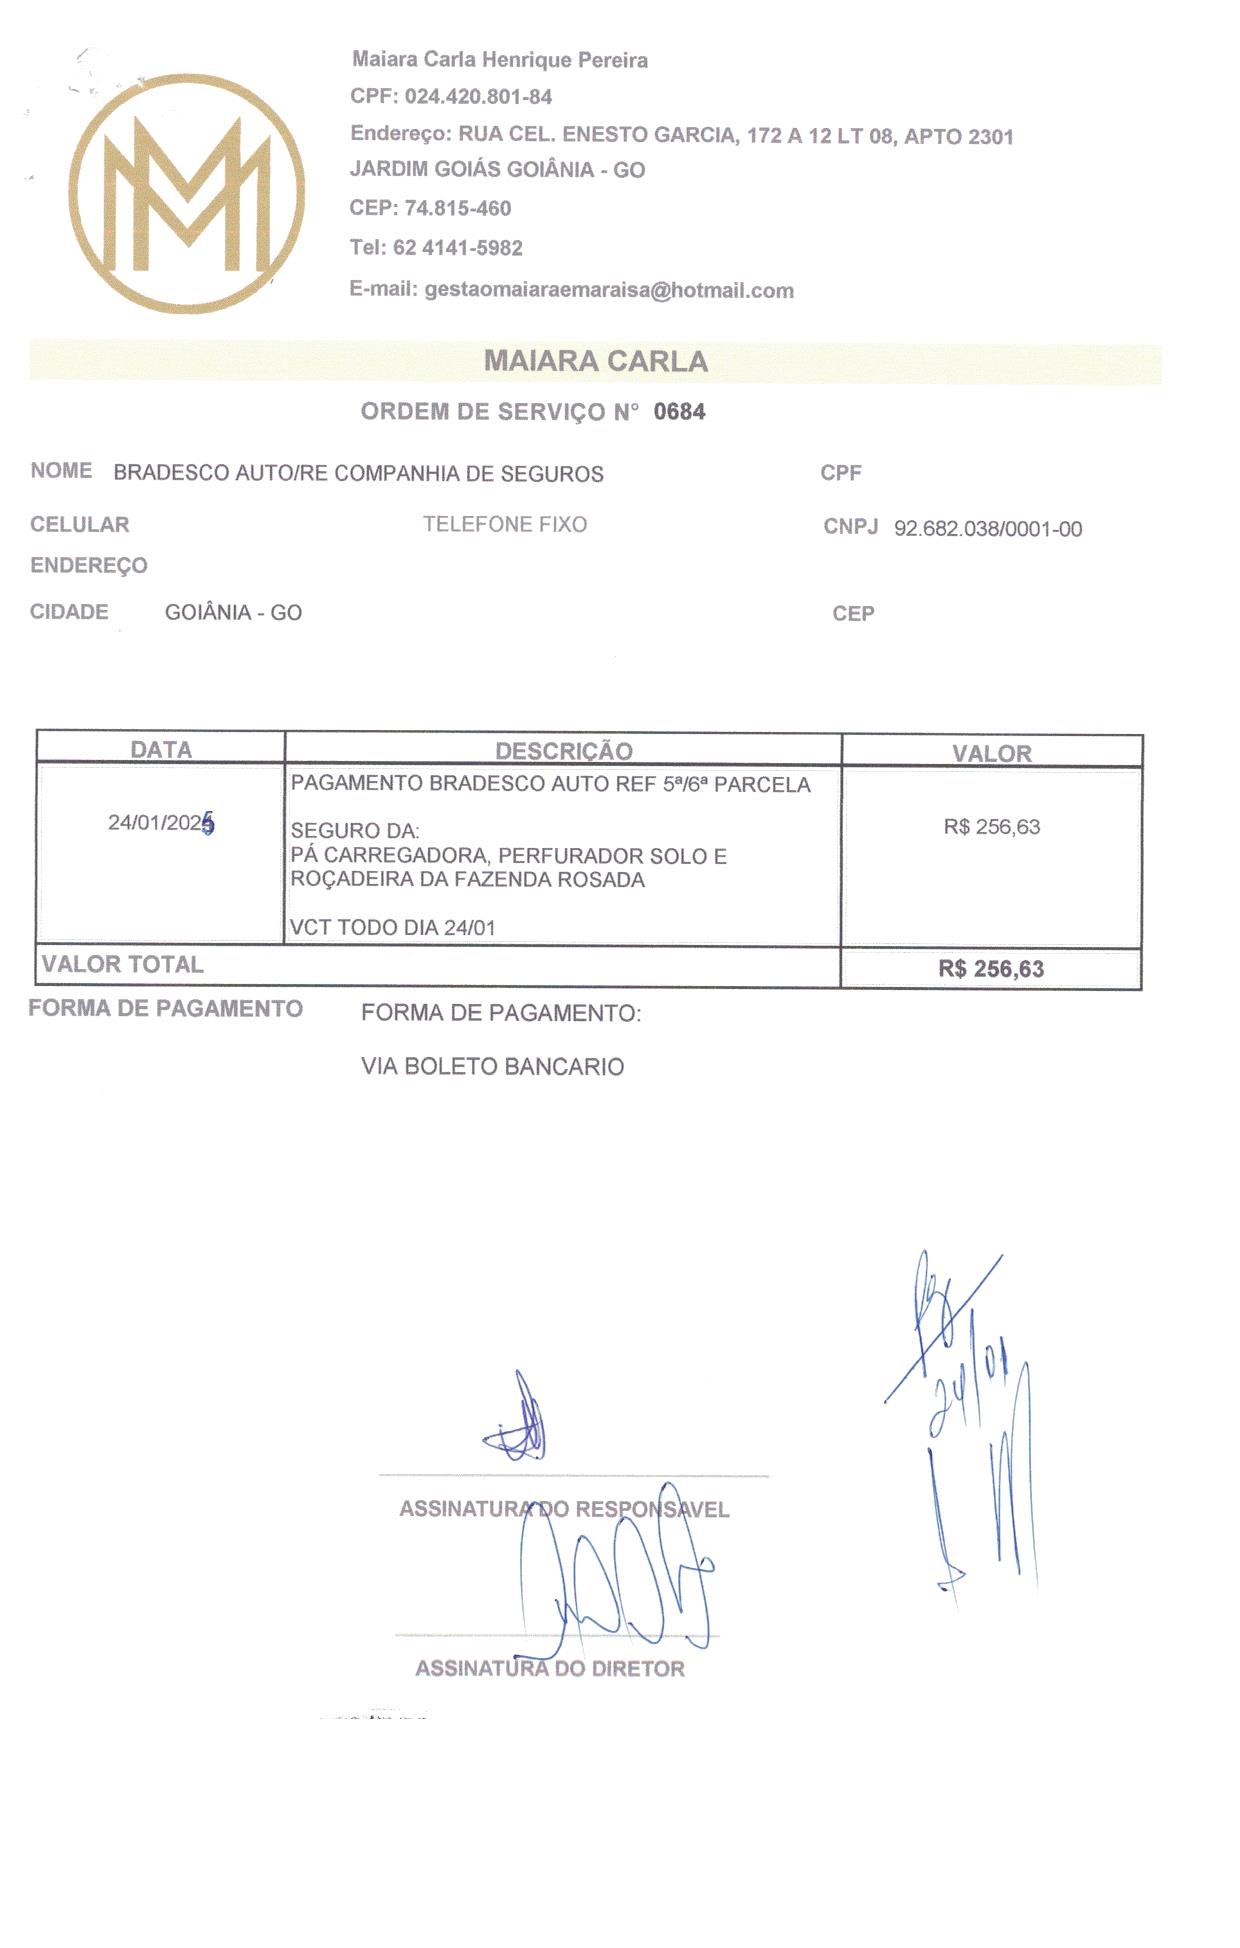 Maiara Carla Henrique Pereira
CPF: 024.420.801-84
Endereço: RUA CEL. ENESTO GARCIA, 172 A 12 LT 08, APTO 2301
JARDIM GOIÁS GOIÂNIA - GO
CEP: 74.815-460
Tel: 62 4141-5982
E-mail: gestaomaiaraemaraisa@hotmail.com
MAIARA CARLA
ORDEM DE SERVIÇO N° 0684
NOME BRADESCO AUTO/RE COMPANHIA DE SEGUROS CPF
CELULAR TELEFONE FIXO CNPJ 92.682.038/0001-00
ENDEREÇO
CIDADE GOIÂNIA - GO CEP
DATA DESCRIÇÃO VALOR
PAGAMENTO BRADESCO AUTO REF 5ª/6ª PARCELA
24/01/2025 SEGURO DA: R$ 256,63
PÁ CARREGADORA, PERFURADOR SOLO E
ROÇADEIRA DA FAZENDA ROSADA
VCT TODO DIA 24/01
VALOR TOTAL R$ 256,63
FORMA DE PAGAMENTO FORMA DE PAGAMENTO:
VIA BOLETO BANCARIO
24/01
ASSINATURA DO RESPONSAVEL
ASSINATURA DO DIRETOR